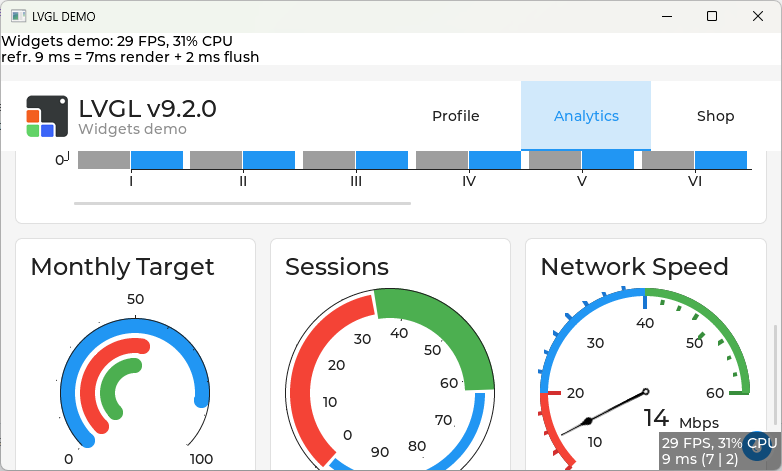 LVGL DEMO
Widgets demo: 29 FPS, 31% CPU
refr. 9 ms = 7ms render + 2 ms flush
LVGL v9.2.0
Widgets demo
Profile
Analytics
Shop
0
I II III IV V VI
Monthly Target
50
0
100
Sessions
0 10 20 30 40 50 60 70 80 90
Network Speed
10 20 30 40 50 60
14 Mbps
29 FPS, 31% CPU
9 ms (7 | 2)